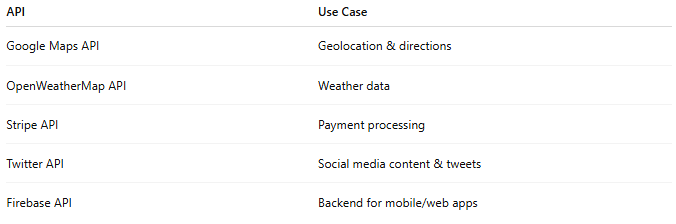 API Use Case
Google Maps API Geolocation & directions
OpenWeatherMap API Weather data
Stripe API Payment processing
Twitter API Social media content & tweets
Firebase API Backend for mobile/web apps